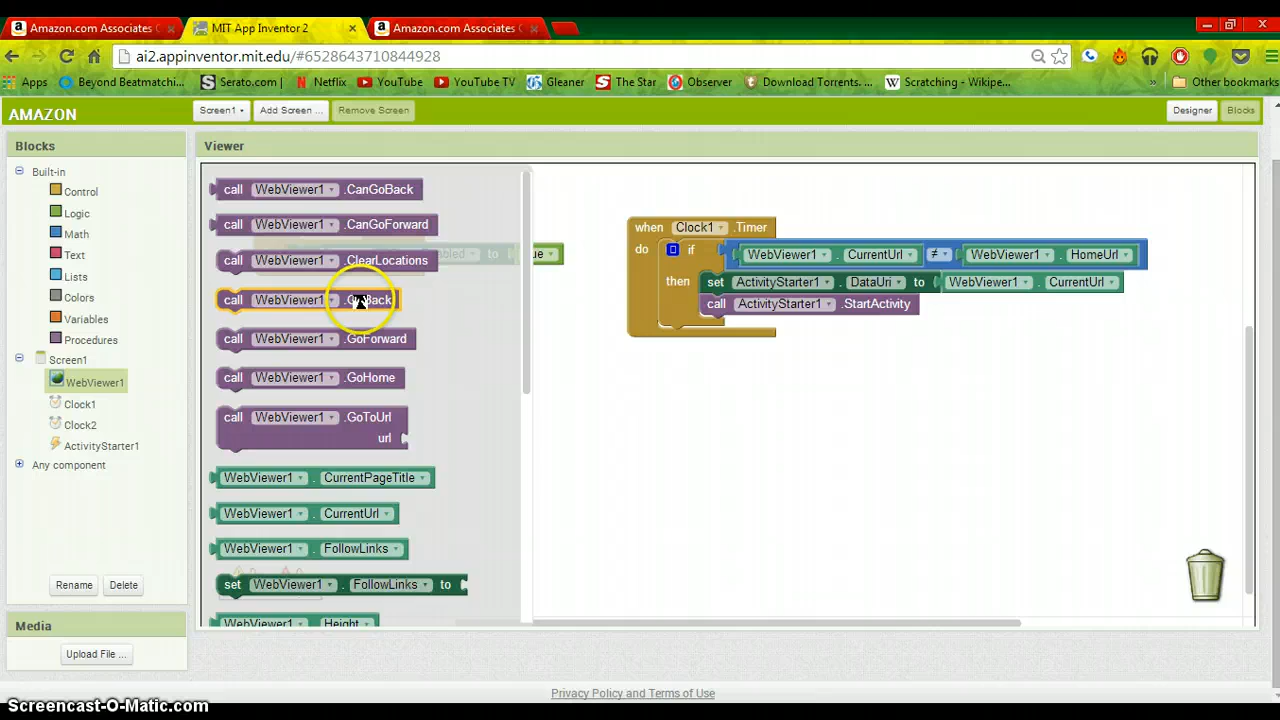 Amazon.com Associates C
MIT App Inventor 2
Amazon.com Associates C
ai2.appinventor.mit.edu/#6528643710844928
Apps Beyond Beatmatchi... Serato.com | Netflix YouTube YouTube TV Gleaner The Star Observer Download Torrents... Scratching - Wikipe... » Other bookmarks
AMAZON Screen1 Add Screen ... Remove Screen Designer Blocks
Blocks
Viewer
Built-in
Control
Logic
Math
Text
Lists
Colors
Variables
Procedures
Screen1
WebViewer1
Clock1
Clock2
ActivityStarter1
Any component
Rename Delete
Media
Upload File ...
call WebViewer1 .CanGoBack
call WebViewer1 .CanGoForward
call WebViewer1 .ClearLocations
call WebViewer1 .GoBack
call WebViewer1 .GoForward
call WebViewer1 .GoHome
call WebViewer1 .GoToUrl
url
WebViewer1 . CurrentPageTitle
WebViewer1 . CurrentUrl
WebViewer1 . FollowLinks
set WebViewer1 . FollowLinks to
WebViewer1 . Height
to
when Clock1 .Timer
do if WebViewer1 . CurrentUrl ≠ WebViewer1 . HomeUrl
then set ActivityStarter1 . DataUri to WebViewer1 . CurrentUrl
call ActivityStarter1 .StartActivity
Privacy Policy and Terms of Use
Screencast-O-Matic.com